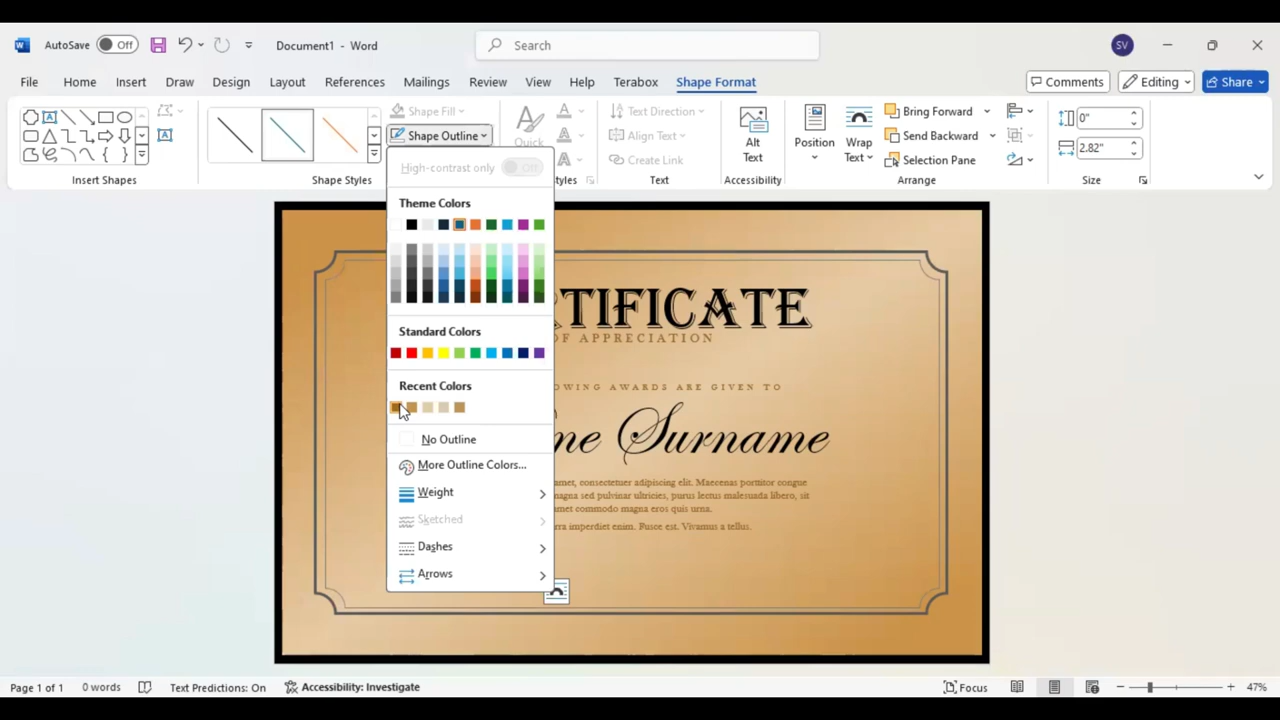 AutoSave Off Document1 - Word Search SV
File Home Insert Draw Design Layout References Mailings Review View Help Terabox Shape Format Comments Editing Share
Shape Fill
Shape Outline
Quick
Text Direction
Align Text
Create Link
Alt Text
Position
Wrap Text
Bring Forward
Send Backward
Selection Pane
0"
2.82"
Insert Shapes Shape Styles Text Accessibility Arrange Size
High-contrast only Off
Theme Colors
Standard Colors
Recent Colors
No Outline
More Outline Colors...
Weight
Sketched
Dashes
Arrows
RTIFICATE
OF APPRECIATION
OWING AWARDS ARE GIVEN TO
me Surname
amet, consectetuer adipiscing elit. Maecenas porttitor congue
magna sed pulvinar ultricies, purus lectus malesuada libero, sit
amet commodo magna eros quis urna.
rra imperdiet enim. Fusce est. Vivamus a tellus.
Page 1 of 1 0 words Text Predictions: On Accessibility: Investigate Focus 47%